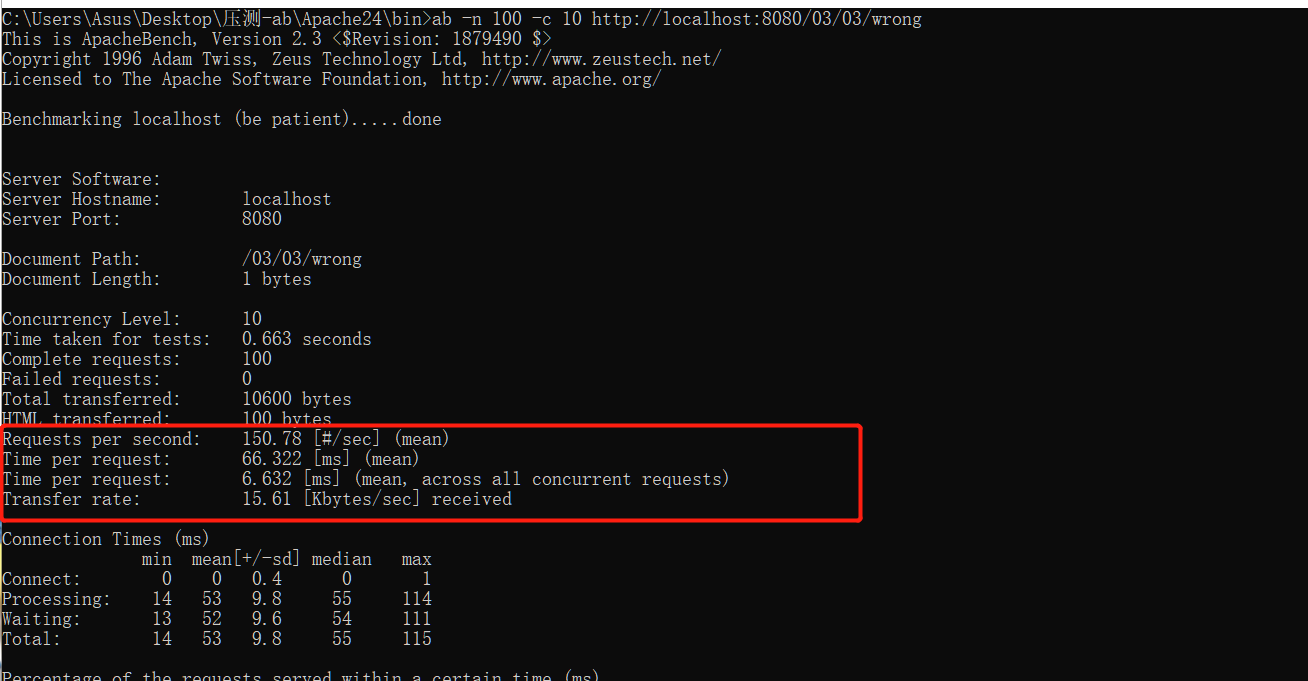 C:\Users\Asus\Desktop\压测-ab\Apache24\bin>ab -n 100 -c 10 http://localhost:8080/03/03/wrong
This is ApacheBench, Version 2.3 <$Revision: 1879490 $>
Copyright 1996 Adam Twiss, Zeus Technology Ltd, http://www.zeustech.net/
Licensed to The Apache Software Foundation, http://www.apache.org/
Benchmarking localhost (be patient).....done
Server Software:
Server Hostname:        localhost
Server Port:            8080
Document Path:          /03/03/wrong
Document Length:        1 bytes
Concurrency Level:      10
Time taken for tests:   0.663 seconds
Complete requests:      100
Failed requests:        0
Total transferred:      10600 bytes
HTML transferred:       100 bytes
Requests per second:    150.78 [#/sec] (mean)
Time per request:       66.322 [ms] (mean)
Time per request:       6.632 [ms] (mean, across all concurrent requests)
Transfer rate:          15.61 [Kbytes/sec] received
Connection Times (ms)
              min  mean[+/-sd] median   max
Connect:        0    0   0.4      0       1
Processing:    14   53   9.8     55     114
Waiting:       13   52   9.6     54     111
Total:         14   53   9.8     55     115
Percentage of the requests served within a certain time (ms)